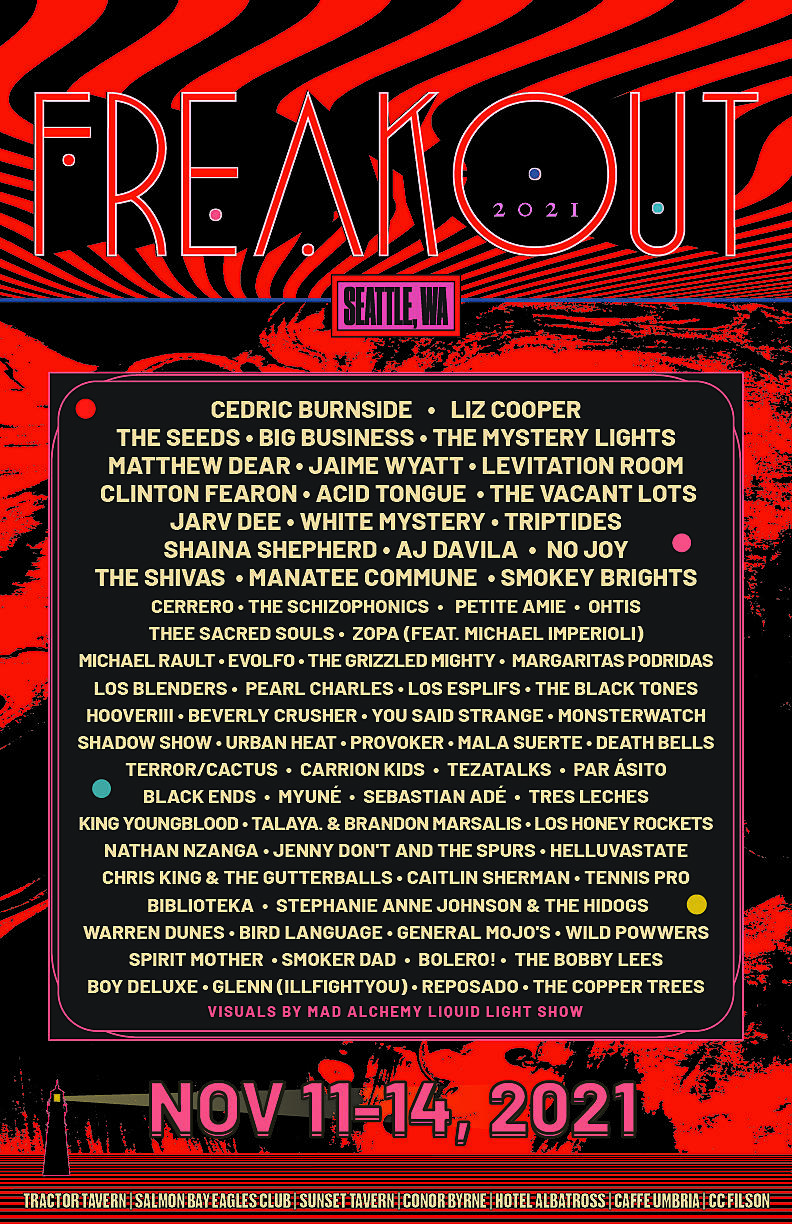 FREAKOUT
2021
SEATTLE, WA
CEDRIC BURNSIDE • LIZ COOPER
THE SEEDS • BIG BUSINESS • THE MYSTERY LIGHTS
MATTHEW DEAR • JAIME WYATT • LEVITATION ROOM
CLINTON FEARON • ACID TONGUE • THE VACANT LOTS
JARV DEE • WHITE MYSTERY • TRIPTIDES
SHAINA SHEPHERD • AJ DAVILA • NO JOY
THE SHIVAS • MANATEE COMMUNE • SMOKEY BRIGHTS
CERRERO • THE SCHIZOPHONICS • PETITE AMIE • OHTIS
THEE SACRED SOULS • ZOPA (FEAT. MICHAEL IMPERIOLI)
MICHAEL RAULT • EVOLFO • THE GRIZZLED MIGHTY • MARGARITAS PODRIDAS
LOS BLENDERS • PEARL CHARLES • LOS ESPLIFS • THE BLACK TONES
HOOVERIII • BEVERLY CRUSHER • YOU SAID STRANGE • MONSTERWATCH
SHADOW SHOW • URBAN HEAT • PROVOKER • MALA SUERTE • DEATH BELLS
TERROR/CACTUS • CARRION KIDS • TEZATALKS • PAR ÁSITO
BLACK ENDS • MYUNÉ • SEBASTIAN ADÉ • TRES LECHES
KING YOUNGBLOOD • TALAYA. & BRANDON MARSALIS • LOS HONEY ROCKETS
NATHAN NZANGA • JENNY DON'T AND THE SPURS • HELLUVASTATE
CHRIS KING & THE GUTTERBALLS • CAITLIN SHERMAN • TENNIS PRO
BIBLIOTEKA • STEPHANIE ANNE JOHNSON & THE HIDOGS
WARREN DUNES • BIRD LANGUAGE • GENERAL MOJO'S • WILD POWWERS
SPIRIT MOTHER • SMOKER DAD • BOLERO! • THE BOBBY LEES
BOY DELUXE • GLENN (ILLFIGHTYOU) • REPOSADO • THE COPPER TREES
VISUALS BY MAD ALCHEMY LIQUID LIGHT SHOW
NOV 11-14, 2021
TRACTOR TAVERN | SALMON BAY EAGLES CLUB | SUNSET TAVERN | CONOR BYRNE | HOTEL ALBATROSS | CAFFE UMBRIA | CC FILSON